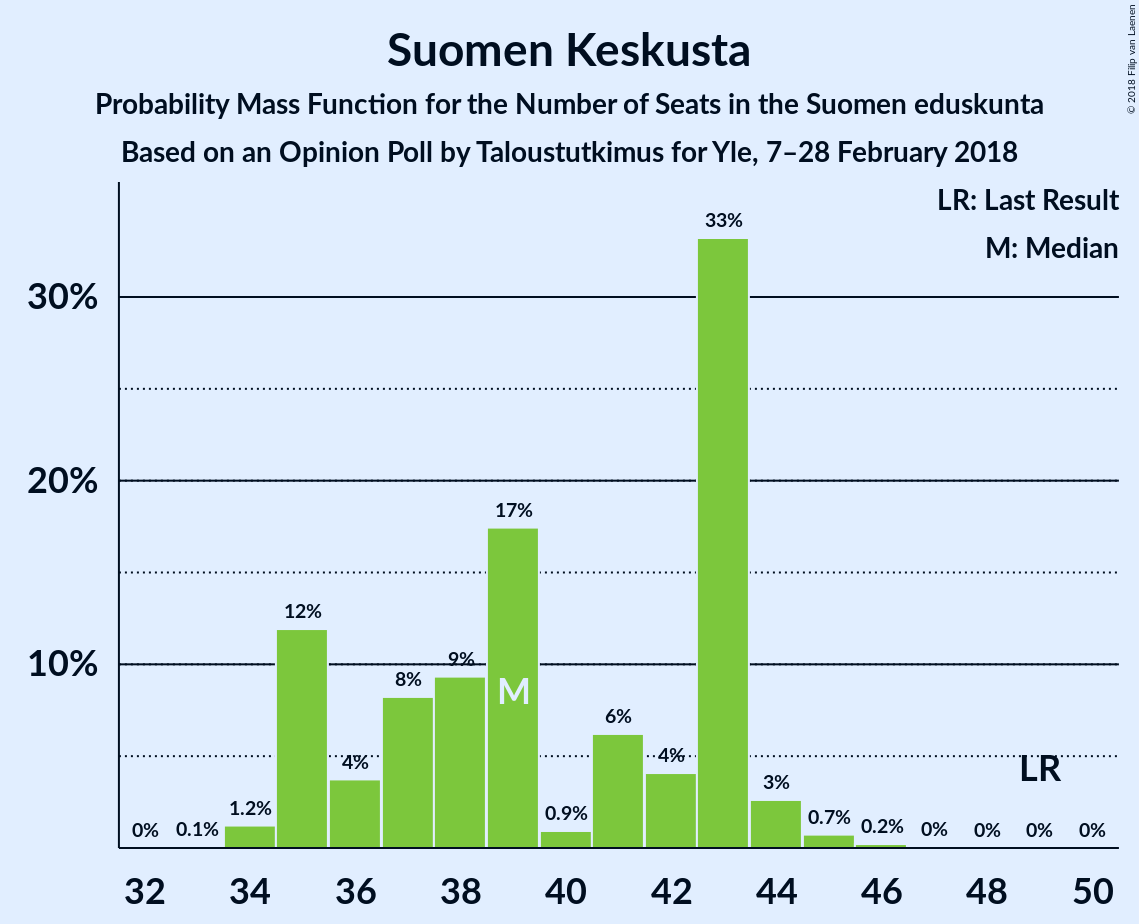 Suomen Keskusta
Probability Mass Function for the Number of Seats in the Suomen eduskunta
Based on an Opinion Poll by Taloustutkimus for Yle, 7–28 February 2018
© 2018 Filip van Laenen
LR: Last Result
M: Median
30%
20%
10%
0%
0.1%
1.2%
12%
4%
8%
9%
17%
M
0.9%
6%
4%
33%
3%
0.7%
0.2%
0%
0%
0%
0%
LR
32 34 36 38 40 42 44 46 48 50